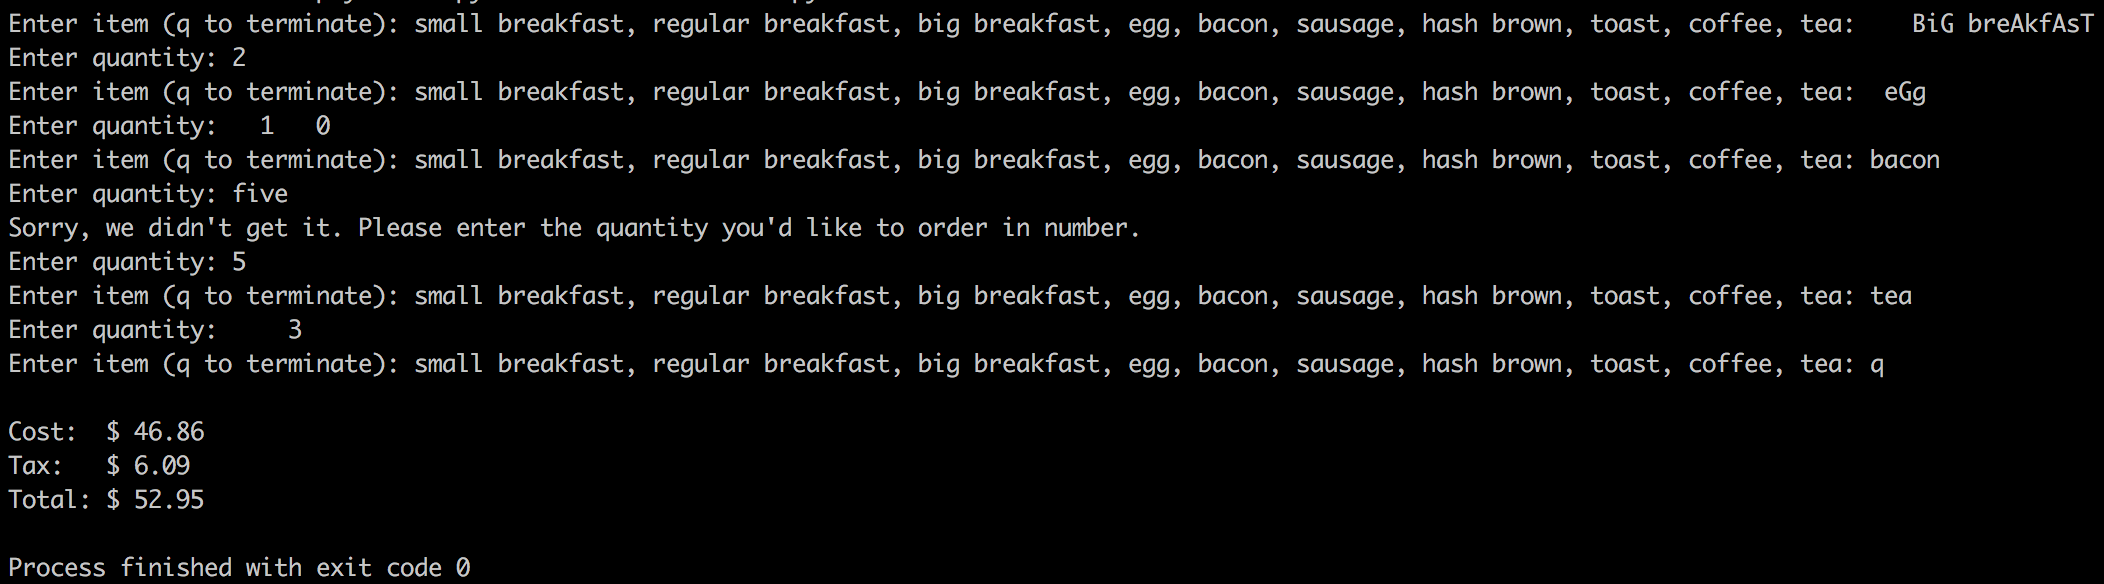 Enter item (q to terminate): small breakfast, regular breakfast, big breakfast, egg, bacon, sausage, hash brown, toast, coffee, tea:    BiG breAkfAsT
Enter quantity: 2
Enter item (q to terminate): small breakfast, regular breakfast, big breakfast, egg, bacon, sausage, hash brown, toast, coffee, tea:  eGg
Enter quantity:   1   0
Enter item (q to terminate): small breakfast, regular breakfast, big breakfast, egg, bacon, sausage, hash brown, toast, coffee, tea: bacon
Enter quantity: five
Sorry, we didn't get it. Please enter the quantity you'd like to order in number.
Enter quantity: 5
Enter item (q to terminate): small breakfast, regular breakfast, big breakfast, egg, bacon, sausage, hash brown, toast, coffee, tea: tea
Enter quantity:     3
Enter item (q to terminate): small breakfast, regular breakfast, big breakfast, egg, bacon, sausage, hash brown, toast, coffee, tea: q
Cost:  $ 46.86
Tax:   $ 6.09
Total: $ 52.95
Process finished with exit code 0